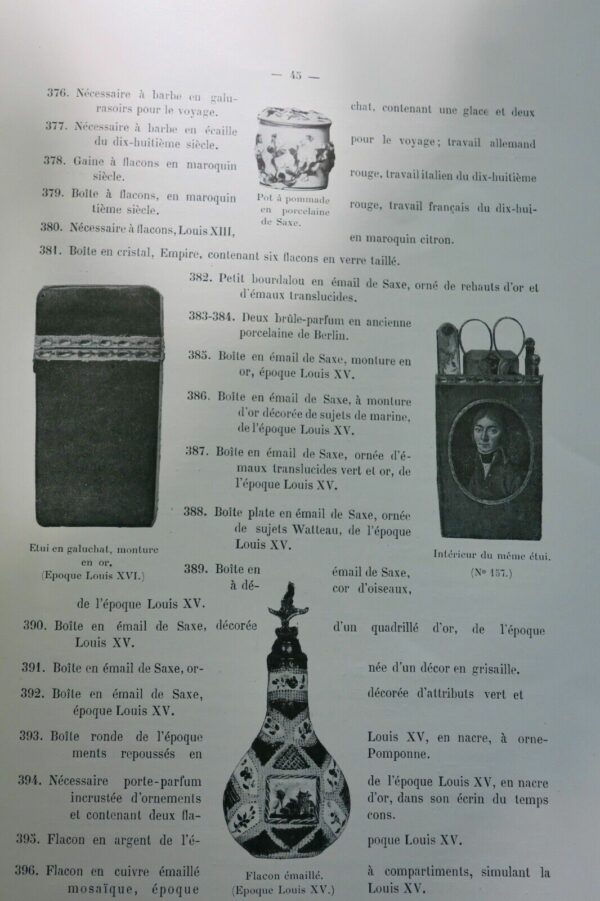 — 45 —
376. Nécessaire à barbe en galuchat, contenant une glace et deux
rasoirs pour le voyage.
377. Nécessaire à barbe en écaille pour le voyage; travail allemand
du dix-huitième siècle.
378. Gaine à flacons en maroquin rouge, travail italien du dix-huitième
siècle.
379. Boîte à flacons, en maroquin rouge, travail français du dix-hui-
tième siècle.
380. Nécessaire à flacons, Louis XIII, en maroquin citron.
Pot à pommade
en porcelaine
de Saxe.
381. Boîte en cristal, Empire, contenant six flacons en verre taillé.
382. Petit bourdalou en émail de Saxe, orné de rehauts d'or et
d'émaux translucides.
383-384. Deux brûle-parfum en ancienne
porcelaine de Berlin.
385. Boîte en émail de Saxe, monture en
or, époque Louis XV.
386. Boîte en émail de Saxe, à monture
d'or décorée de sujets de marine,
de l'époque Louis XV.
387. Boîte en émail de Saxe, ornée d'é-
maux translucides vert et or, de
l'époque Louis XV.
388. Boîte plate en émail de Saxe, ornée
de sujets Watteau, de l'époque
Louis XV.
Etui en galuchat, monture
en or.
(Epoque Louis XVI.)
Intérieur du même étui.
(N° 157.)
389. Boîte en émail de Saxe,
à dé- cor d'oiseaux,
de l'époque Louis XV.
390. Boîte en émail de Saxe, décorée d'un quadrillé d'or, de l'époque
Louis XV.
391. Boîte en émail de Saxe, or- née d'un décor en grisaille.
392. Boîte en émail de Saxe, décorée d'attributs vert et
époque Louis XV.
393. Boîte ronde de l'époque Louis XV, en nacre, à orne-
ments repoussés en Pomponne.
394. Nécessaire porte-parfum de l'époque Louis XV, en nacre
incrustée d'ornements d'or, dans son écrin du temps
et contenant deux fla- cons.
395. Flacon en argent de l'é- poque Louis XV.
396. Flacon en cuivre émaillé à compartiments, simulant la
mosaïque, époque Louis XV.
Flacon émaillé.
(Epoque Louis XV.)